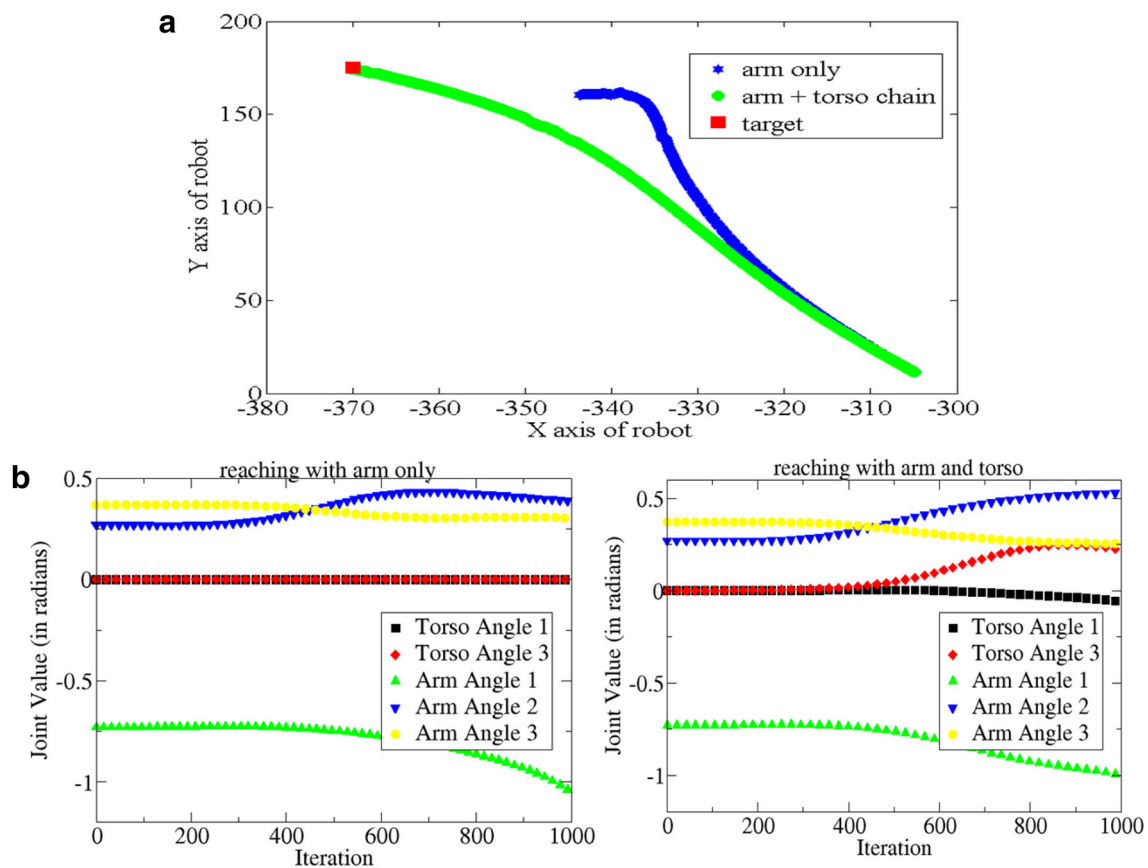 a
200
150
100
50
0
Y axis of robot
arm only
arm + torso chain
target
-380 -370 -360 -350 -340 -330 -320 -310 -300
X axis of robot
b
reaching with arm only
0.5
0
-0.5
-1
Joint Value (in radians)
Torso Angle 1
Torso Angle 3
Arm Angle 1
Arm Angle 2
Arm Angle 3
0 200 400 600 800 1000
Iteration
reaching with arm and torso
0.5
0
-0.5
-1
Joint Value (in radians)
Torso Angle 1
Torso Angle 3
Arm Angle 1
Arm Angle 2
Arm Angle 3
0 200 400 600 800 1000
Iteration